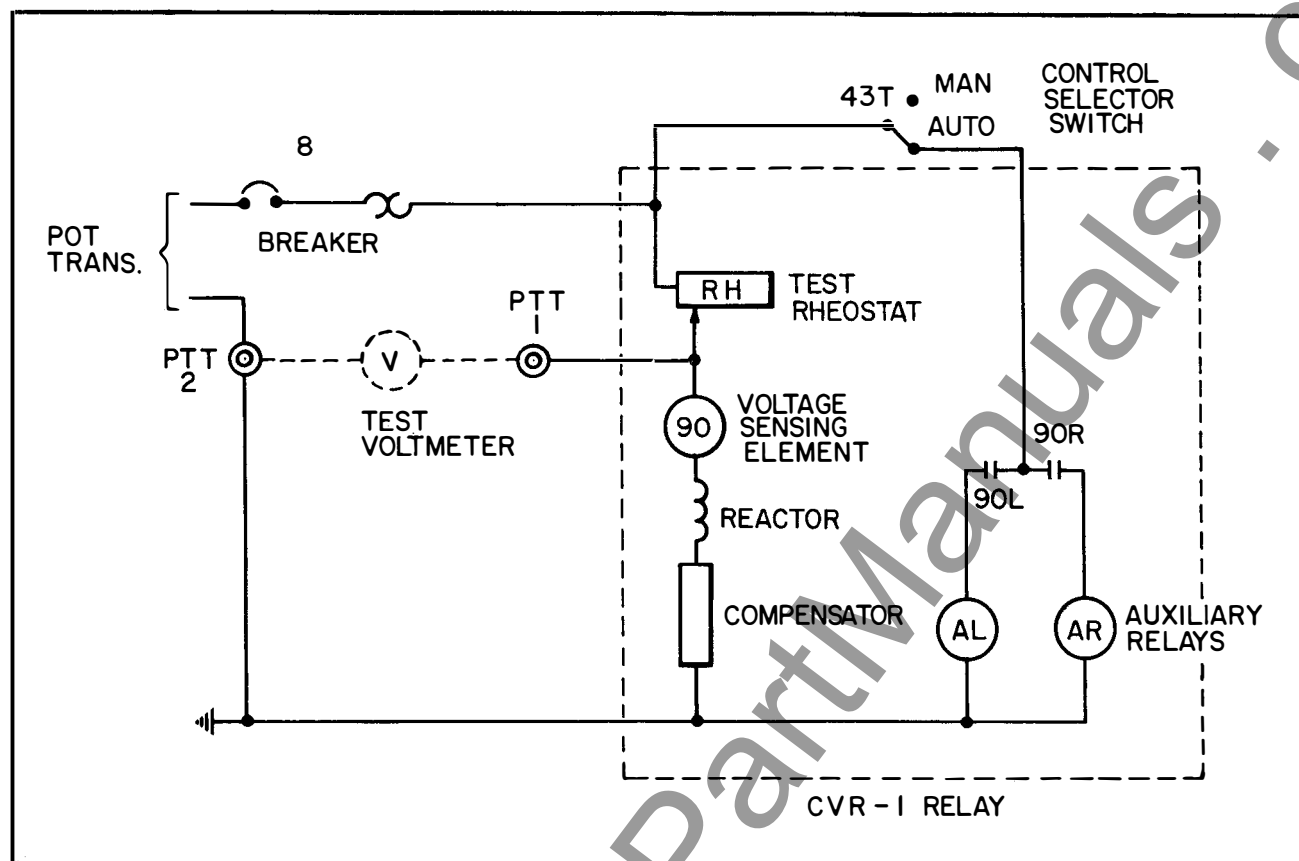 MAN
43T
AUTO
CONTROL
SELECTOR
SWITCH
8
BREAKER
POT
TRANS.
RH
TEST
RHEOSTAT
PTT
1
PTT
2
V
TEST
VOLTMETER
90
VOLTAGE
SENSING
ELEMENT
90R
90L
REACTOR
COMPENSATOR
AL
AR
AUXILIARY
RELAYS
CVR-1 RELAY
PartManuals.c